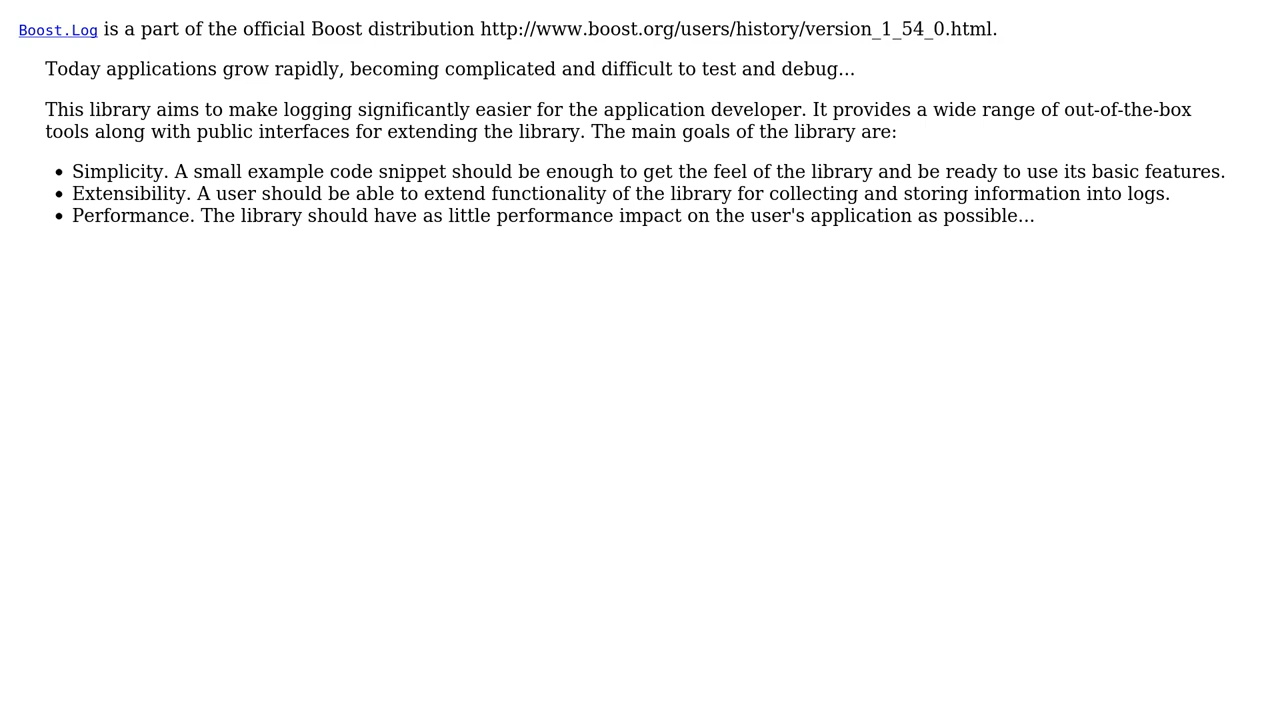 Boost.Log is a part of the official Boost distribution http://www.boost.org/users/history/version_1_54_0.html.
Today applications grow rapidly, becoming complicated and difficult to test and debug...
This library aims to make logging significantly easier for the application developer. It provides a wide range of out-of-the-box
tools along with public interfaces for extending the library. The main goals of the library are:
• Simplicity. A small example code snippet should be enough to get the feel of the library and be ready to use its basic features.
• Extensibility. A user should be able to extend functionality of the library for collecting and storing information into logs.
• Performance. The library should have as little performance impact on the user's application as possible...